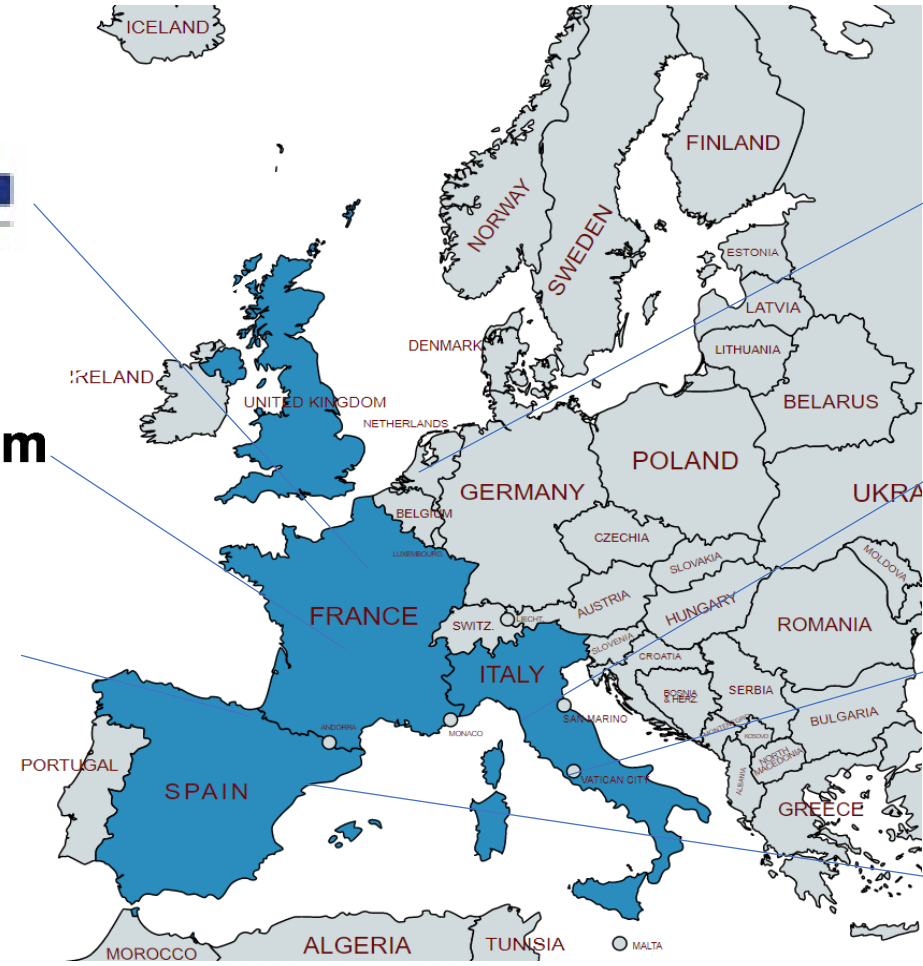 ICELAND
FINLAND
NORWAY
SWEDEN
ESTONIA
LATVIA
DENMARK
LITHUANIA
IRELAND
UNITED KINGDOM
BELARUS
NETHERLANDS
m
POLAND
GERMANY
UKRA
BELGIUM
CZECHIA
LUXEMBOURG
SLOVAKIA
MOLDOVA
AUSTRIA
HUNGARY
FRANCE
SWITZ.
LIECHT.
ROMANIA
SLOVENIA
CROATIA
ITALY
BOSNIA
& HERZ.
SERBIA
SAN MARINO
BULGARIA
ANDORRA
MONACO
MONTENEGRO
KOSOVO
PORTUGAL
NORTH
MACEDONIA
VATICAN CITY
ALBANIA
SPAIN
GREECE
ALGERIA
TUNISIA
MALTA
MOROCCO